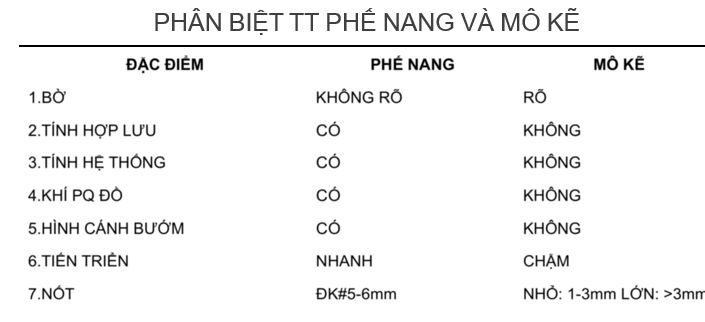 PHÂN BIỆT TT PHẾ NANG VÀ MÔ KẼ
ĐẶC ĐIỂM PHẾ NANG MÔ KẼ
1.BỜ KHÔNG RÕ RÕ
2.TÍNH HỢP LƯU CÓ KHÔNG
3.TÍNH HỆ THỐNG CÓ KHÔNG
4.KHÍ PQ ĐỒ CÓ KHÔNG
5.HÌNH CÁNH BƯỚM CÓ KHÔNG
6.TIẾN TRIỂN NHANH CHẬM
7.NỐT ĐK#5-6mm NHỎ: 1-3mm LỚN: >3mm